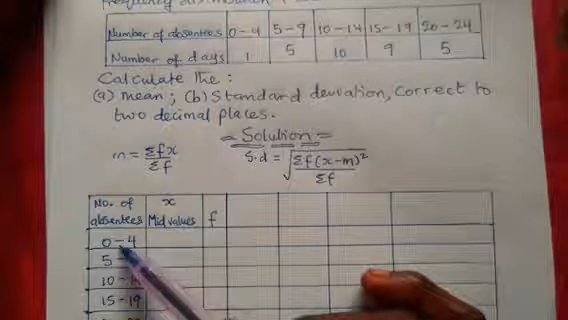 Number of absentees 0-4 5-9 10-14 15-19 20-24
Number of days 1 5 10 9 5
Calculate the:
(a) mean; (b) Standard deviation, correct to
two decimal places.
= Solution =
m = Σfx / Σf S.d = √ Σf(x-m)² / Σf
No. of absentees x Mid values f
0-4
5
10-14
15-19